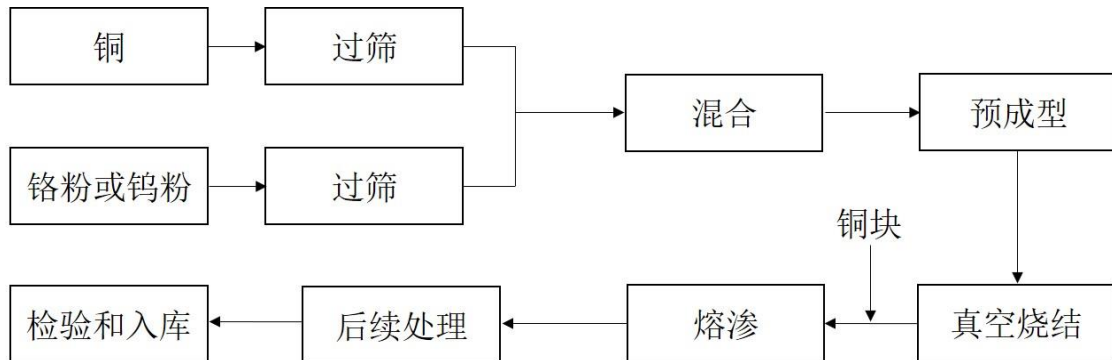 铜
过筛
混合
预成型
铬粉或钨粉
过筛
铜块
检验和入库
后续处理
熔渗
真空烧结